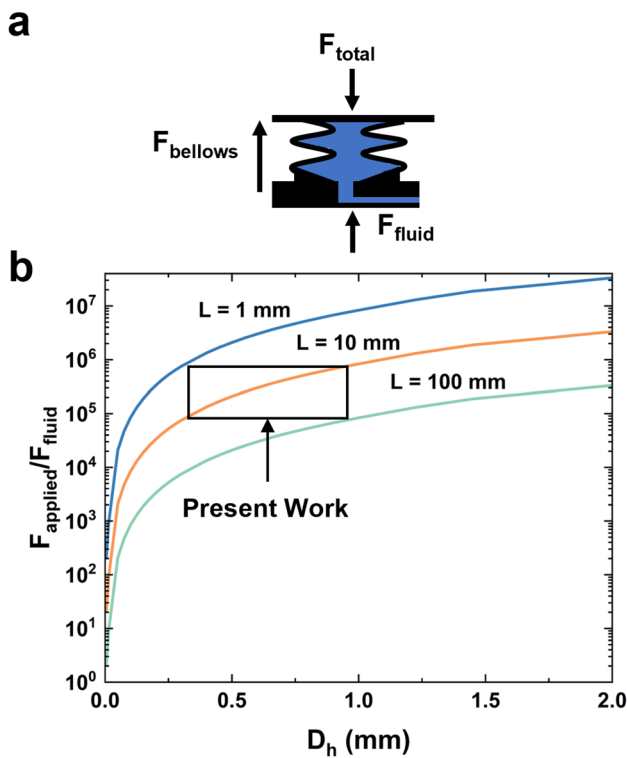 a
F_total
F_bellows
F_fluid
b
10^7
10^6
10^5
10^4
10^3
10^2
10^1
10^0
F_applied/F_fluid
L = 1 mm
L = 10 mm
L = 100 mm
Present Work
0.0 0.5 1.0 1.5 2.0
D_h (mm)